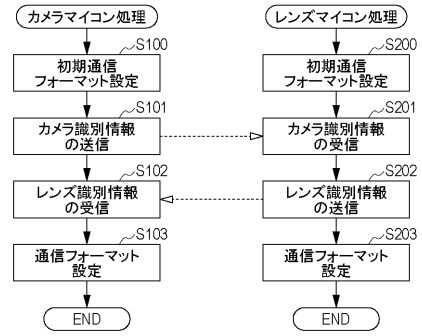 カメラマイコン処理
S100
初期通信
フォーマット設定
S101
カメラ識別情報
の送信
S102
レンズ識別情報
の受信
S103
通信フォーマット
設定
END
レンズマイコン処理
S200
初期通信
フォーマット設定
S201
カメラ識別情報
の受信
S202
レンズ識別情報
の送信
S203
通信フォーマット
設定
END